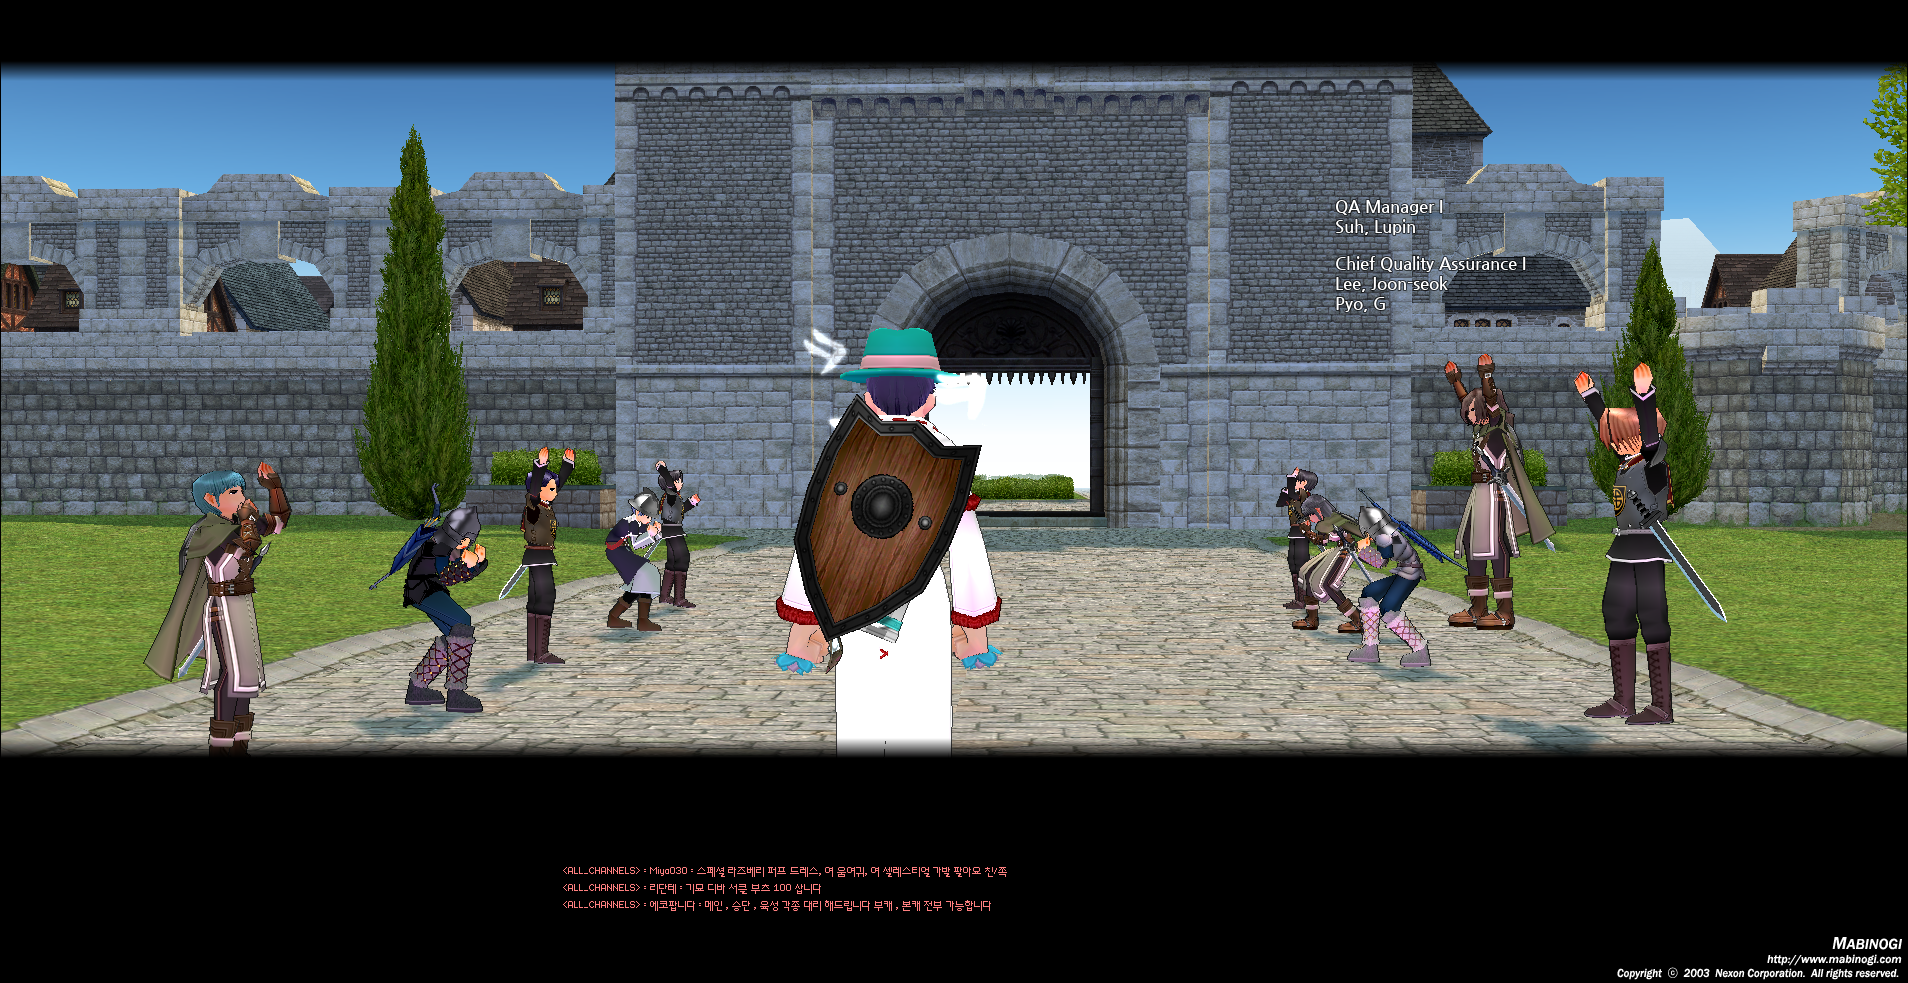 QA Manager I
Suh, Lupin
Chief Quality Assurance I
Lee, Joon-seok
Pyo, G
<ALL_CHANNELS> : Miya030 : 스페셜 라즈베리 퍼프 드레스, 여 움여귀, 여 셀레스티얼 가발 팔아요 친/쪽
<ALL_CHANNELS> : 리단테 : 기묘 디바 서클 부츠 100 삽니다
<ALL_CHANNELS> : 에코팝니다 : 메인 , 승단 , 육성 각종 대리 해드립니다 부캐 , 본캐 전부 가능합니다
MABINOGI
http://www.mabinogi.com
Copyright © 2003 Nexon Corporation. All rights reserved.